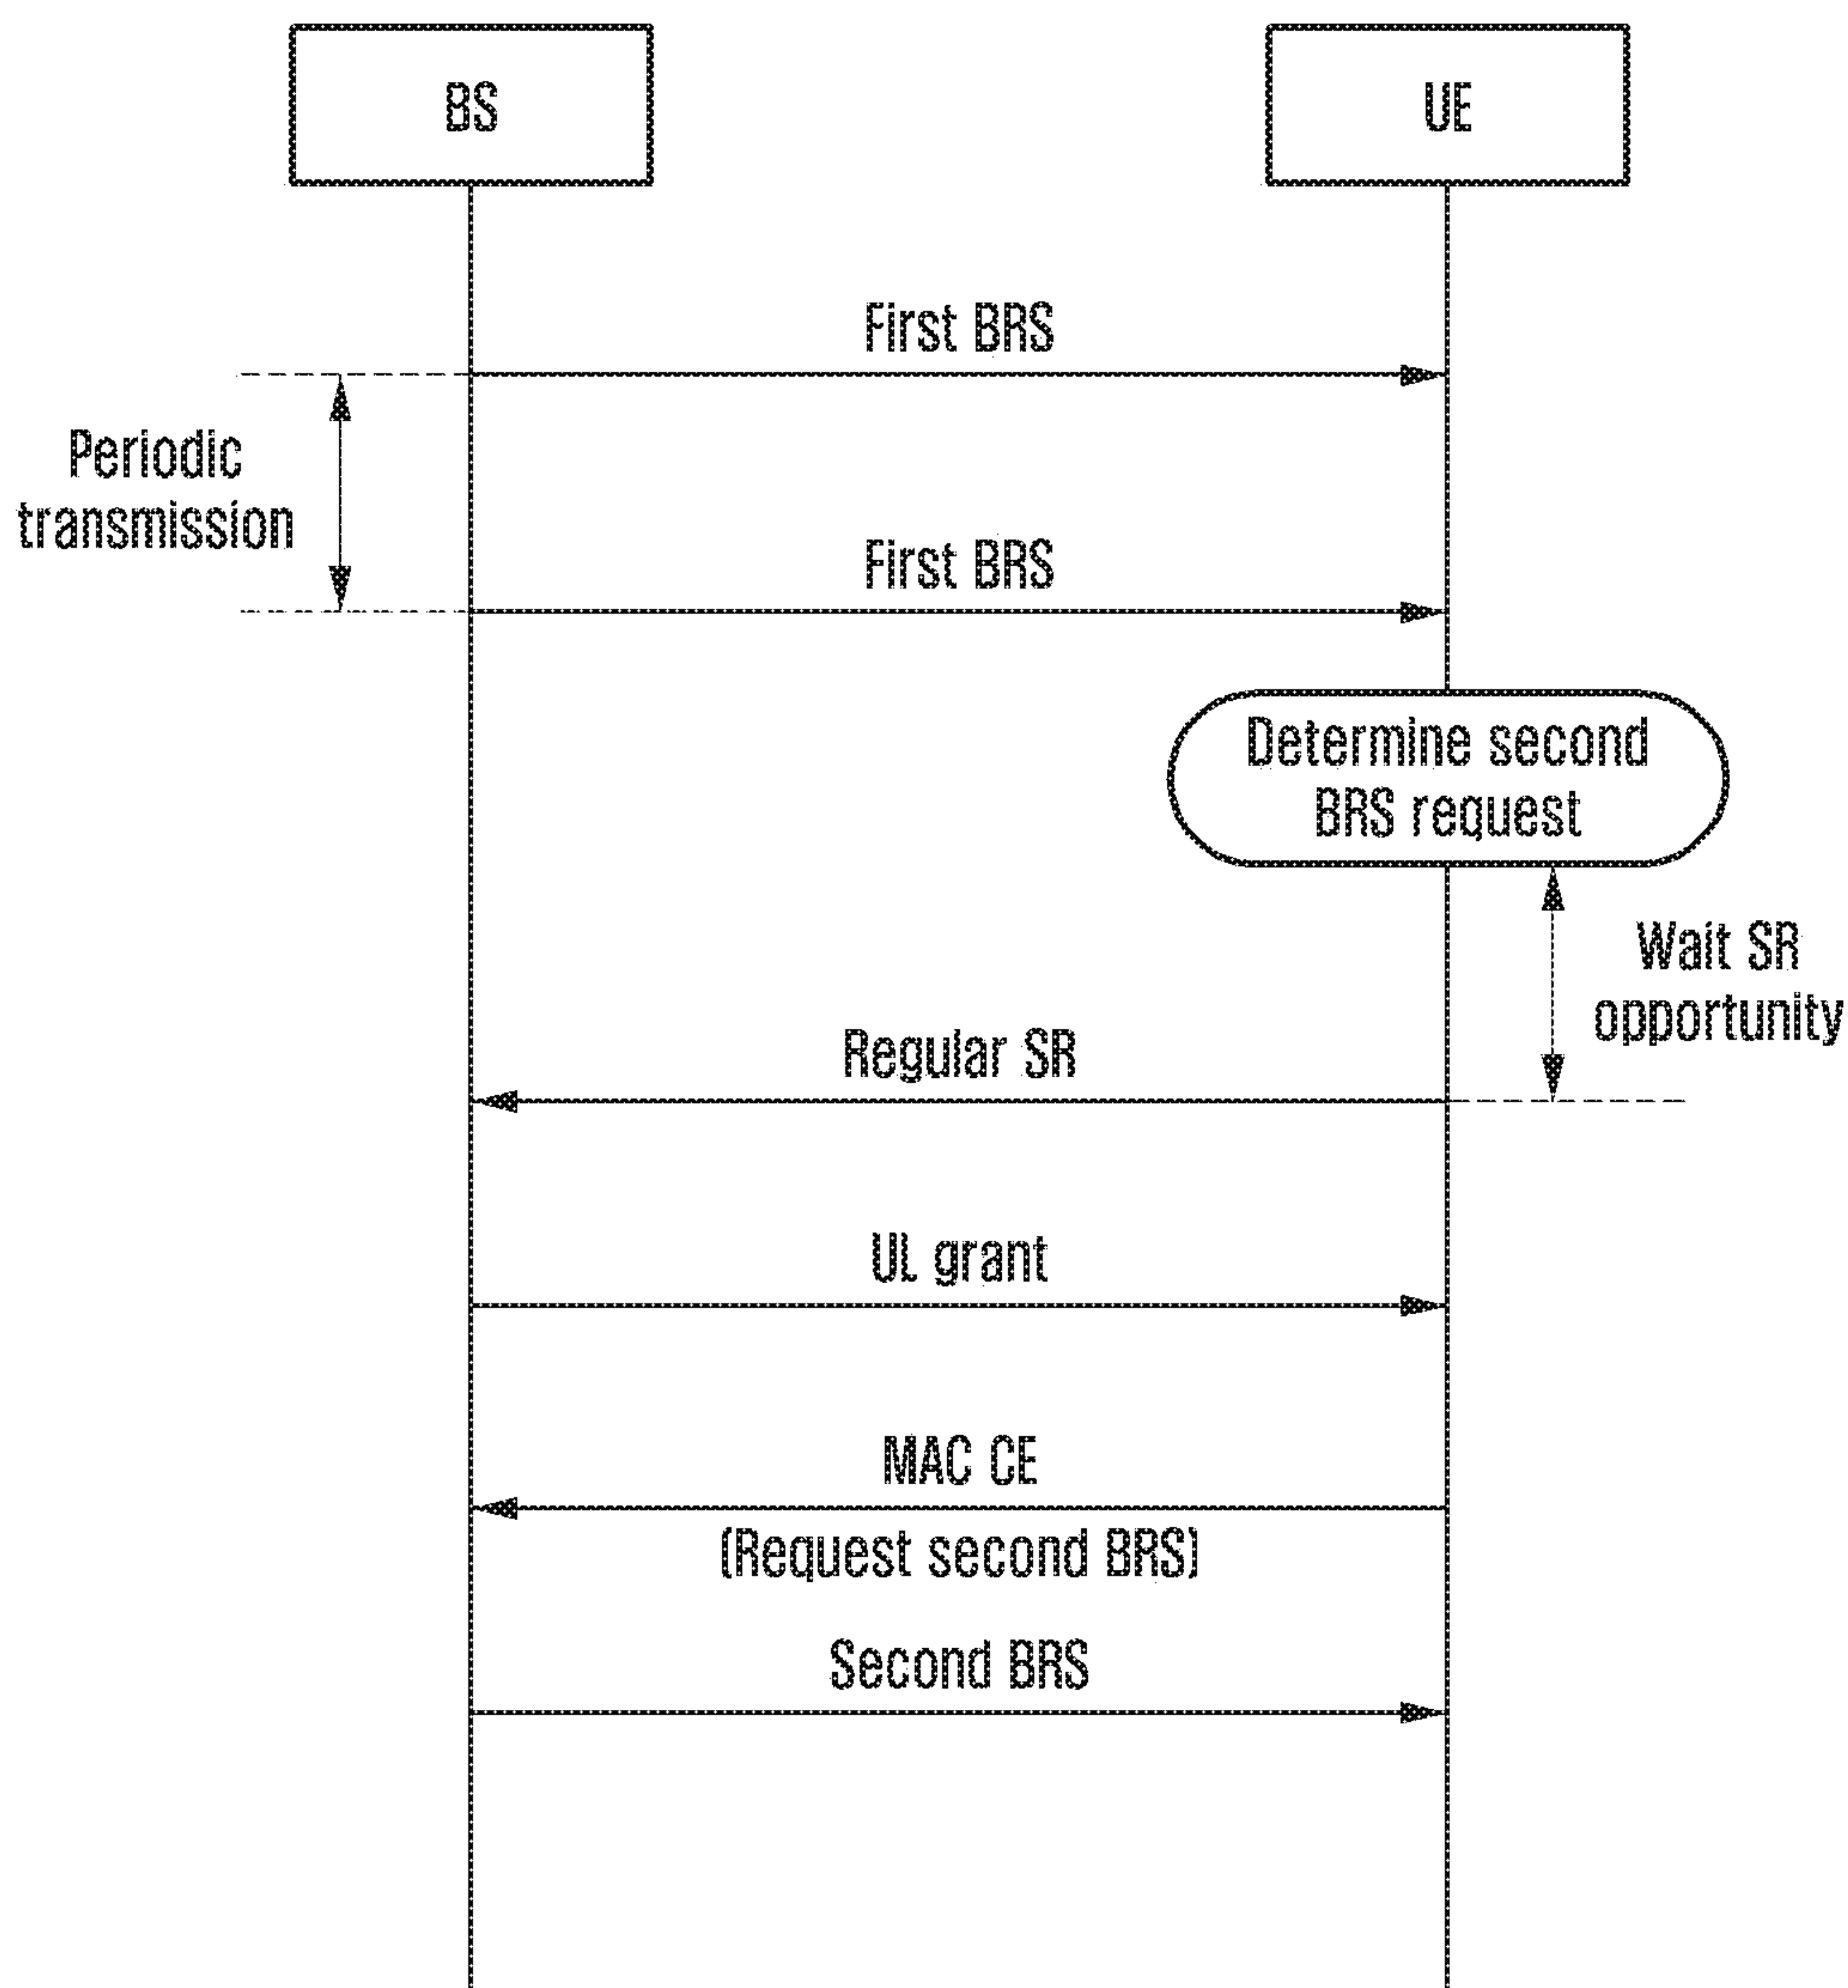 BS
UE
First BRS
Periodic
transmission
First BRS
Determine second
BRS request
Wait SR
opportunity
Regular SR
UL grant
MAC CE
(Request second BRS)
Second BRS